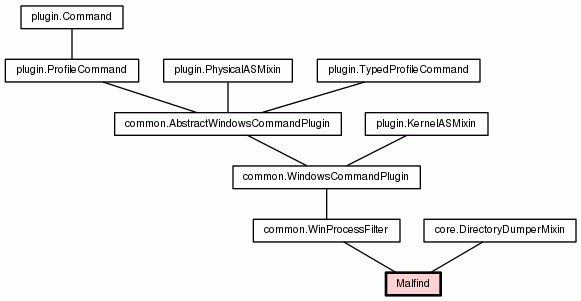 plugin.Command
plugin.ProfileCommand
plugin.PhysicalASMixin
plugin.TypedProfileCommand
common.AbstractWindowsCommandPlugin
plugin.KernelASMixin
common.WindowsCommandPlugin
common.WinProcessFilter
core.DirectoryDumperMixin
Malfind